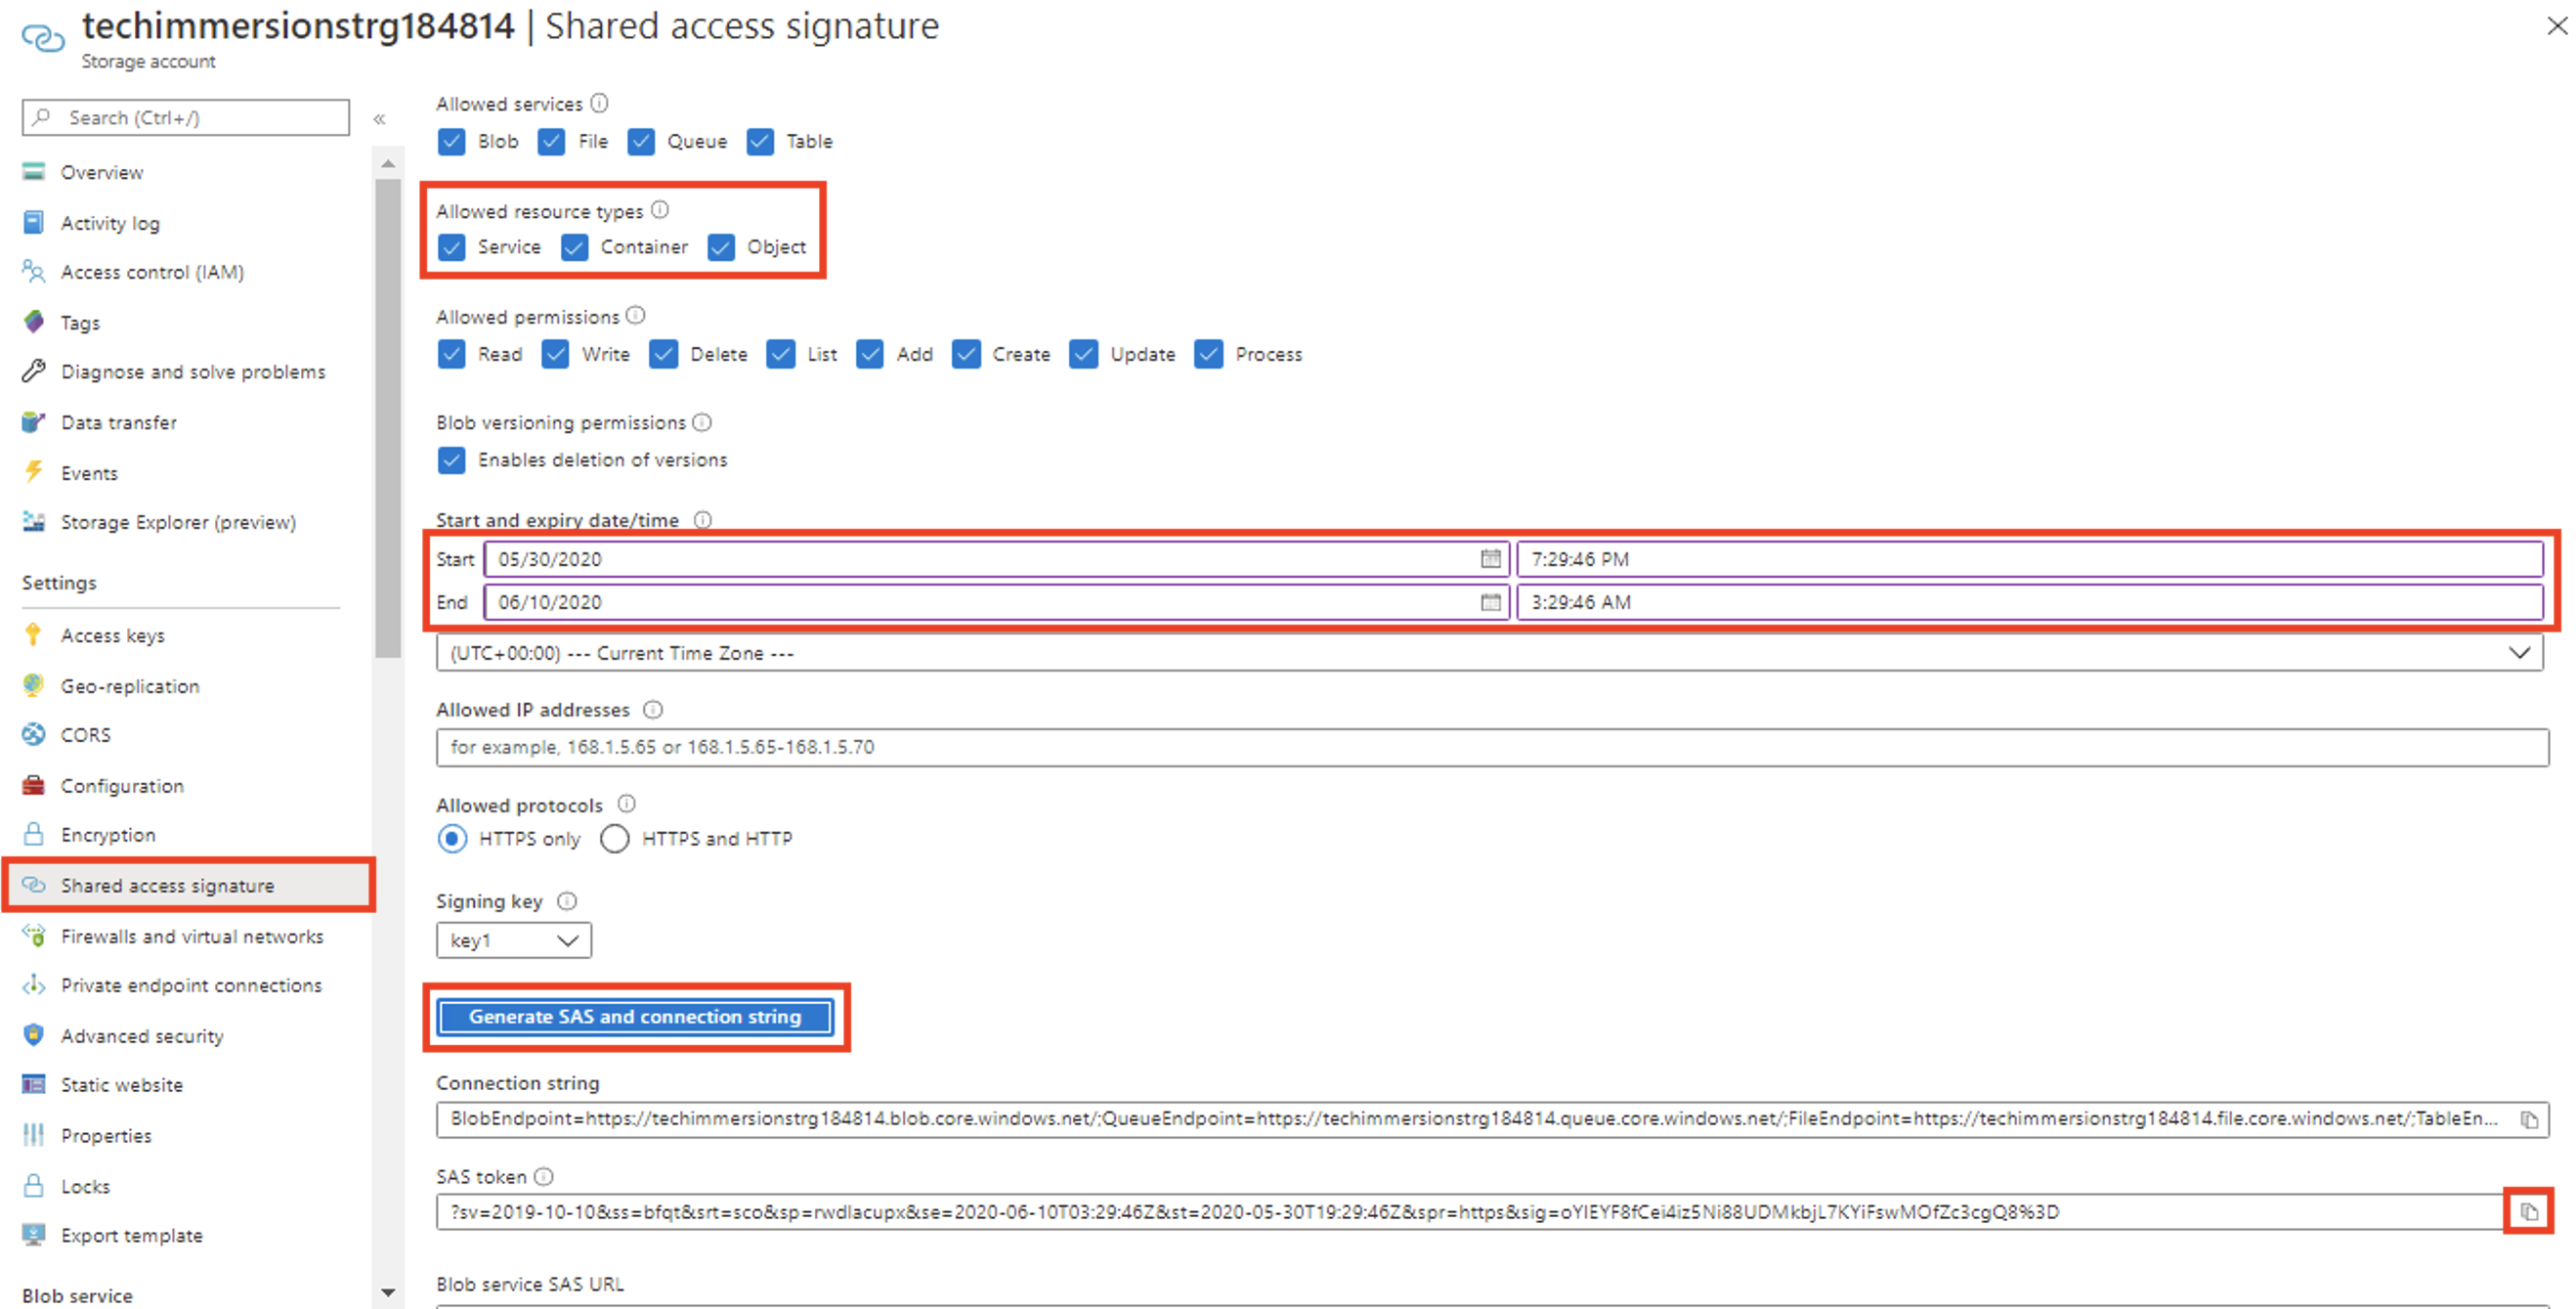 techimmersionstrg184814 | Shared access signature
Storage account
Search (Ctrl+/)
«
Overview
Activity log
Access control (IAM)
Tags
Diagnose and solve problems
Data transfer
Events
Storage Explorer (preview)
Settings
Access keys
Geo-replication
CORS
Configuration
Encryption
Shared access signature
Firewalls and virtual networks
Private endpoint connections
Advanced security
Static website
Properties
Locks
Export template
Blob service
Allowed services
Blob File Queue Table
Allowed resource types
Service Container Object
Allowed permissions
Read Write Delete List Add Create Update Process
Blob versioning permissions
Enables deletion of versions
Start and expiry date/time
Start 05/30/2020 7:29:46 PM
End 06/10/2020 3:29:46 AM
(UTC+00:00) --- Current Time Zone ---
Allowed IP addresses
for example, 168.1.5.65 or 168.1.5.65-168.1.5.70
Allowed protocols
HTTPS only HTTPS and HTTP
Signing key
key1
Generate SAS and connection string
Connection string
BlobEndpoint=https://techimmersionstrg184814.blob.core.windows.net/;QueueEndpoint=https://techimmersionstrg184814.queue.core.windows.net/;FileEndpoint=https://techimmersionstrg184814.file.core.windows.net/;TableEn...
SAS token
?sv=2019-10-10&ss=bfqt&srt=sco&sp=rwdlacupx&se=2020-06-10T03:29:46Z&st=2020-05-30T19:29:46Z&spr=https&sig=oYIEYF8fCei4iz5Ni88UDMkbjL7KYiFswMOfZc3cgQ8%3D
Blob service SAS URL